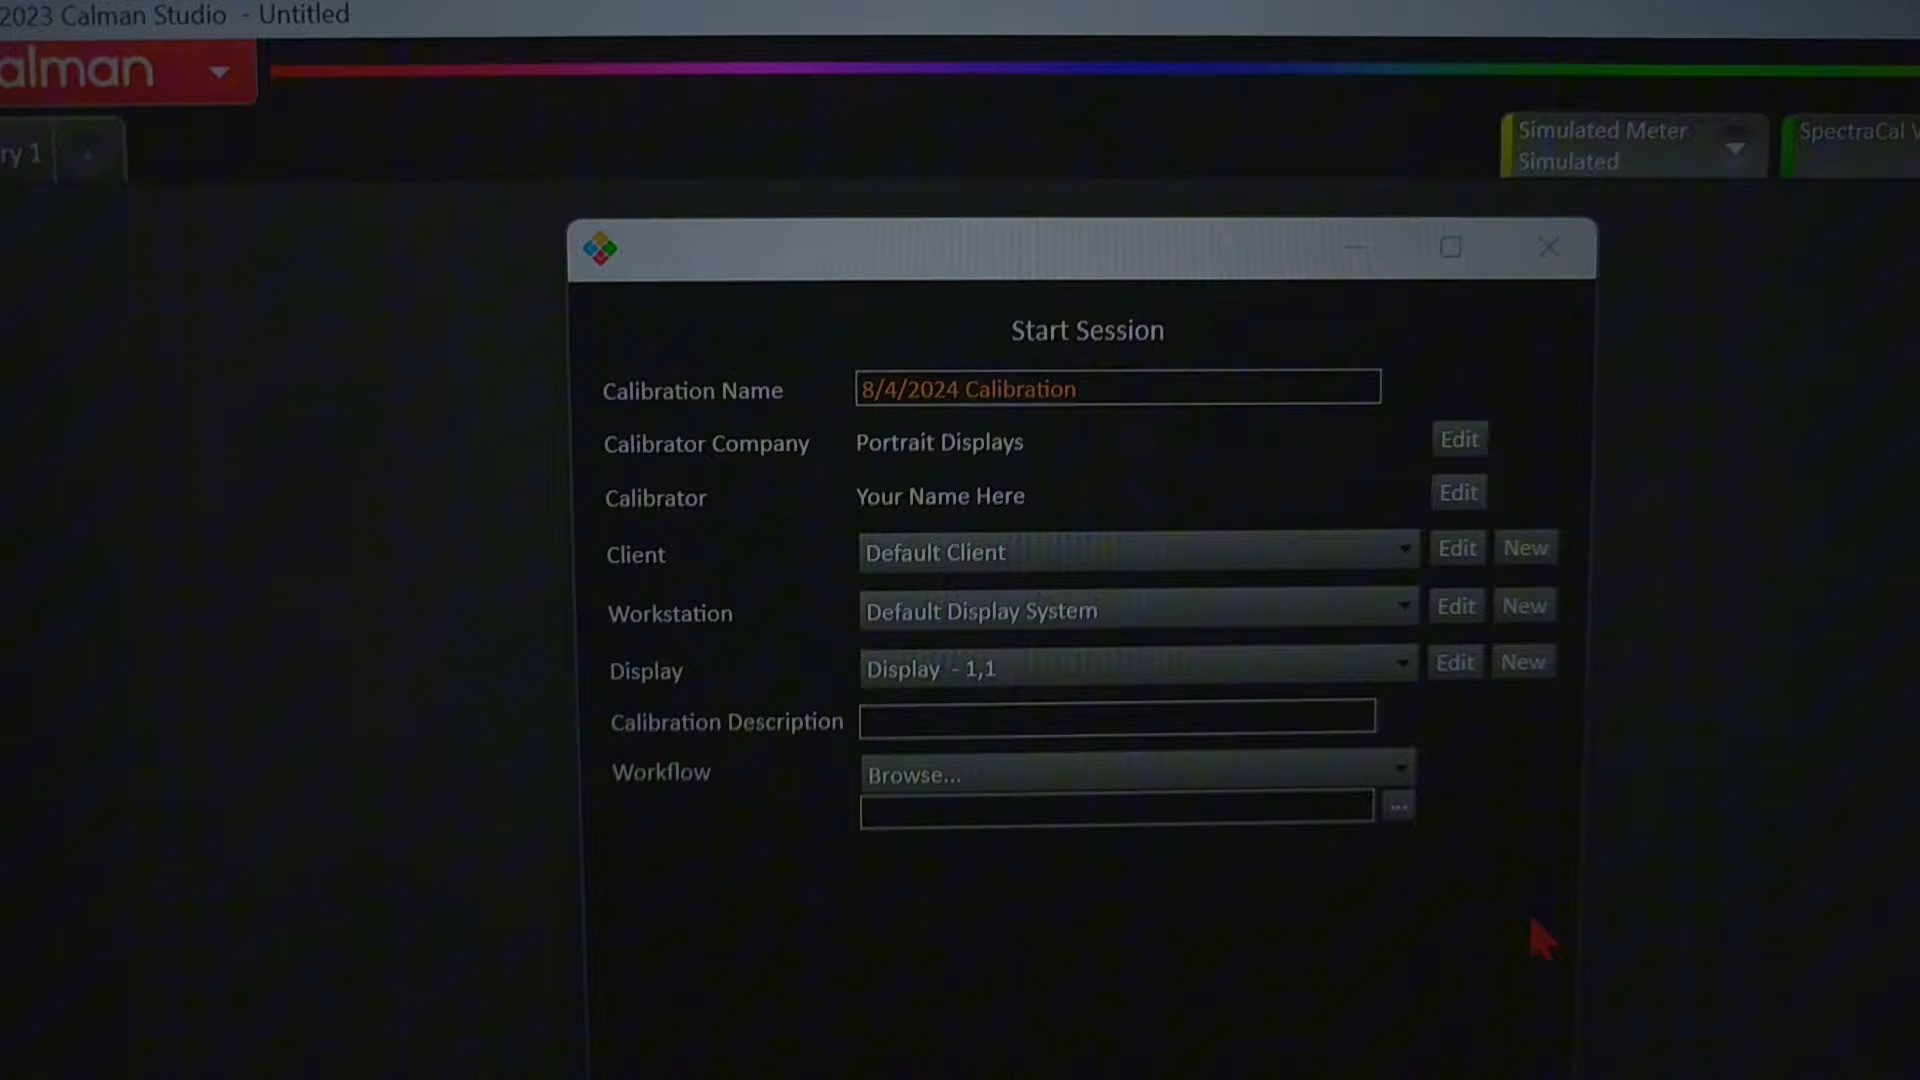 2023 Calman Studio - Untitled
alman
ry 1
+
Simulated Meter
Simulated
SpectraCal V
Start Session
Calibration Name 8/4/2024 Calibration
Calibrator Company Portrait Displays Edit
Calibrator Your Name Here Edit
Client Default Client Edit New
Workstation Default Display System Edit New
Display Display - 1,1 Edit New
Calibration Description
Workflow Browse...
...